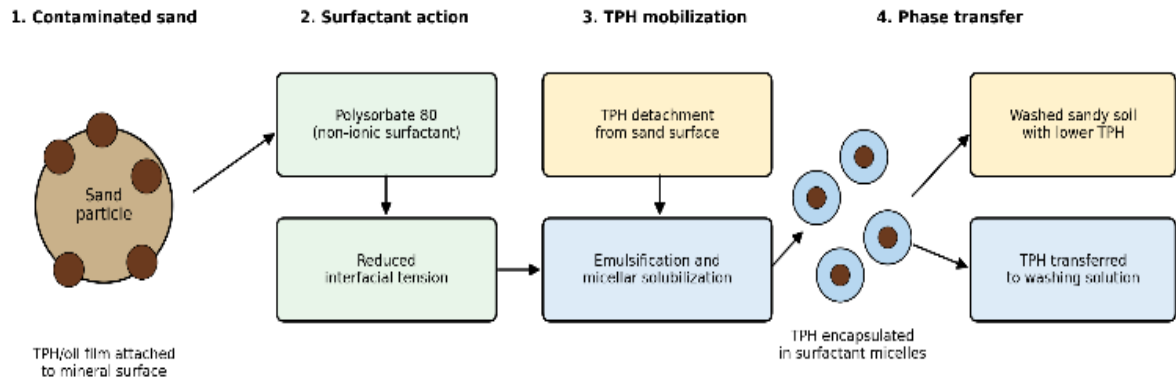 1. Contaminated sand
2. Surfactant action
3. TPH mobilization
4. Phase transfer
Sand
particle
TPH/oil film attached
to mineral surface
Polysorbate 80
(non-ionic surfactant)
Reduced
interfacial tension
TPH detachment
from sand surface
Emulsification and
micellar solubilization
TPH encapsulated
in surfactant micelles
Washed sandy soil
with lower TPH
TPH transferred
to washing solution